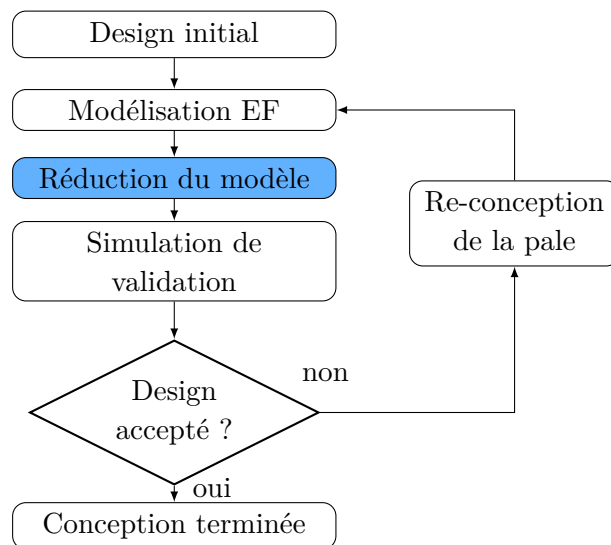 Design initial
Modélisation EF
Réduction du modèle
Simulation de
validation
Re-conception
de la pale
non
Design
accepté ?
oui
Conception terminée